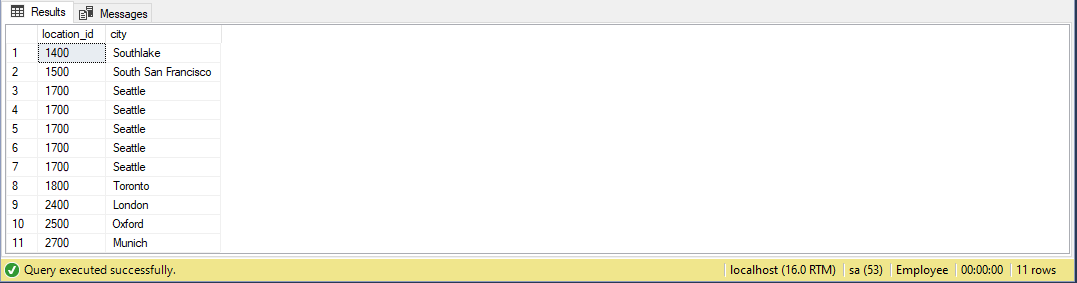 Results Messages
location_id city
1 1400 Southlake
2 1500 South San Francisco
3 1700 Seattle
4 1700 Seattle
5 1700 Seattle
6 1700 Seattle
7 1700 Seattle
8 1800 Toronto
9 2400 London
10 2500 Oxford
11 2700 Munich
Query executed successfully. localhost (16.0 RTM) sa (53) Employee 00:00:00 11 rows